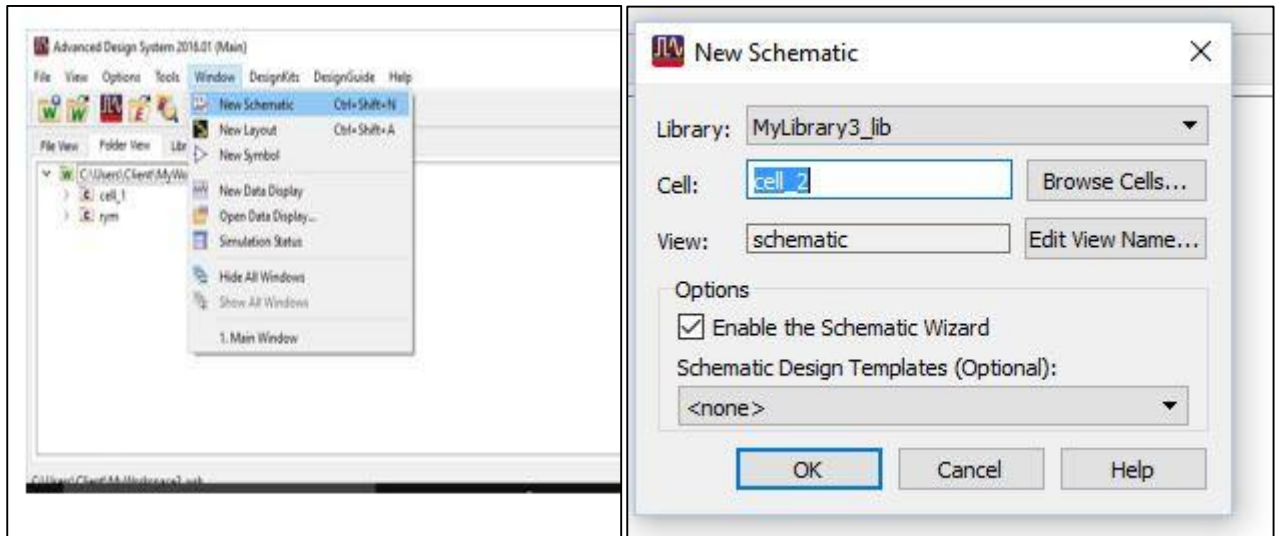 Advanced Design System 2016.01 (Main)
File View Options Tools Window DesignKits DesignGuide Help
New Schematic Ctrl+Shift+N
New Layout Ctrl+Shift+A
New Symbol
New Data Display
Open Data Display...
Simulation Status
Hide All Windows
Show All Windows
1. Main Window
File View Folder View
C:\Users\Client\MyWo
cell_1
rym
New Schematic
Library: MyLibrary3_lib
Cell: cell_2 Browse Cells...
View: schematic Edit View Name...
Options
Enable the Schematic Wizard
Schematic Design Templates (Optional):
<none>
OK Cancel Help